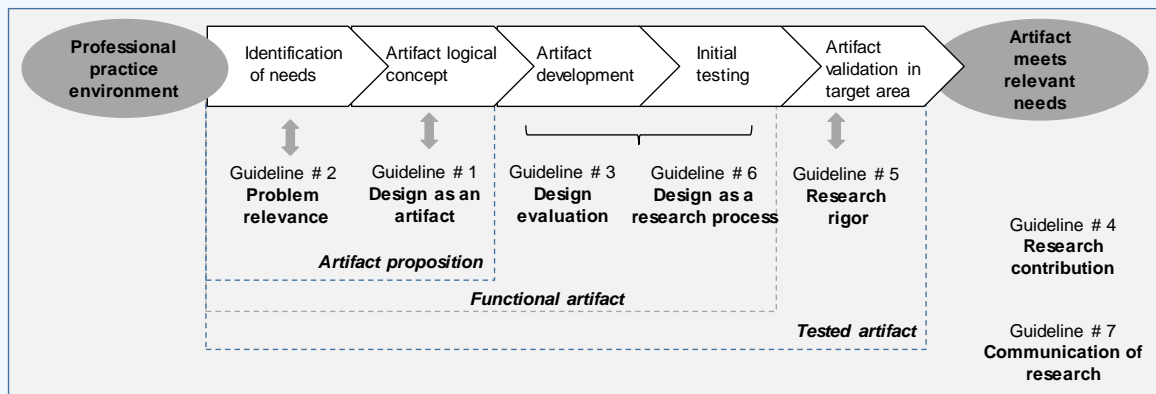 Professional
practice
environment
Identification
of needs
Artifact logical
concept
Artifact
development
Initial
testing
Artifact
validation in
target area
Artifact
meets
relevant
needs
Guideline # 2
Problem
relevance
Guideline # 1
Design as an
artifact
Guideline # 3
Design
evaluation
Guideline # 6
Design as a
research process
Guideline # 5
Research
rigor
Guideline # 4
Research
contribution
Artifact proposition
Functional artifact
Tested artifact
Guideline # 7
Communication of
research